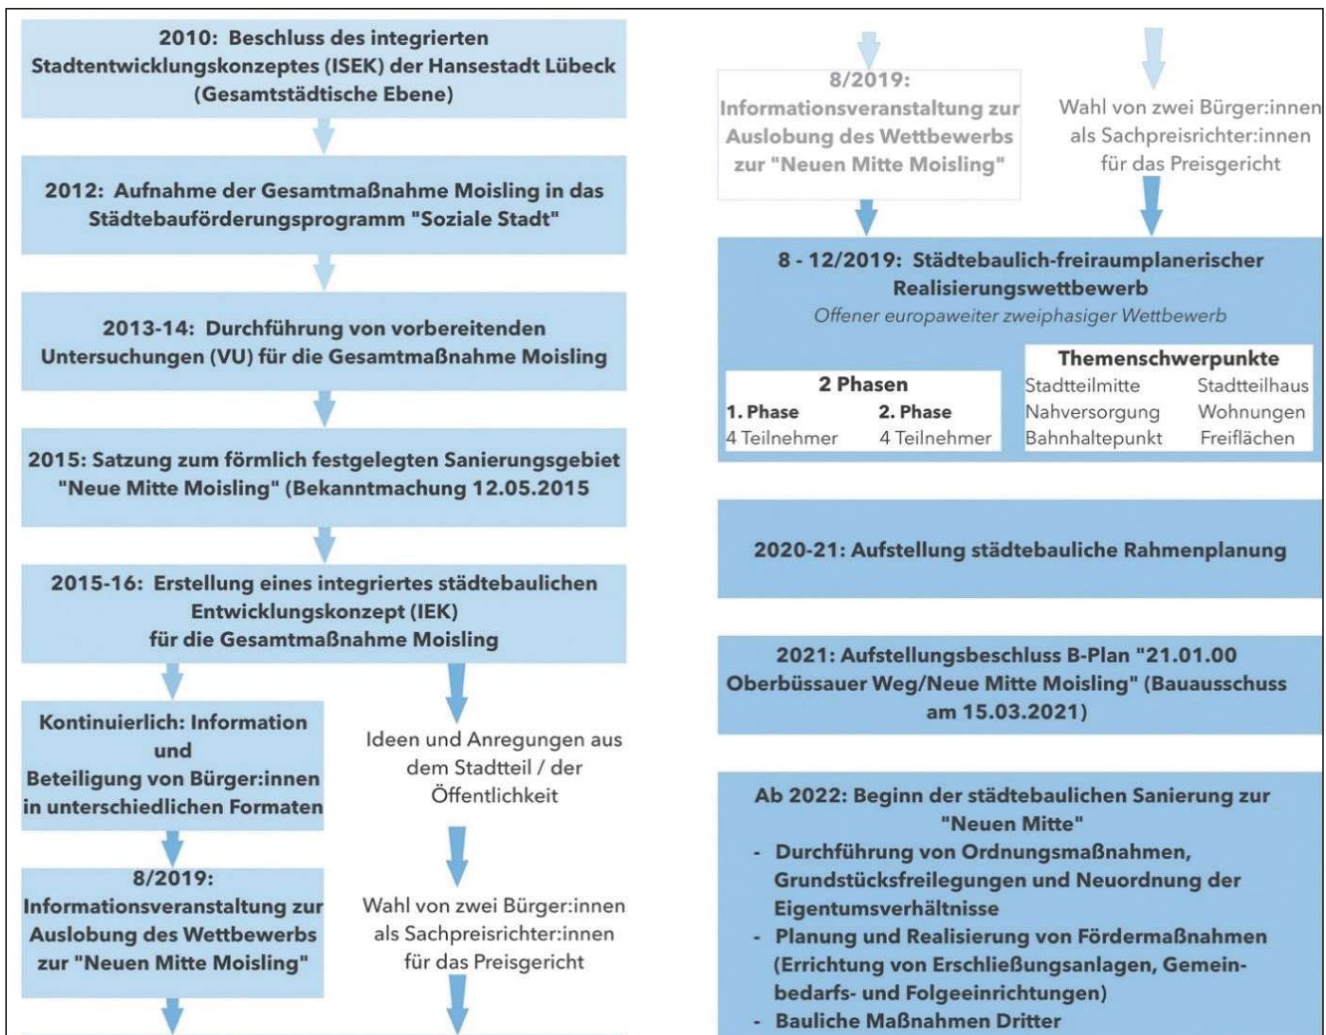 2010: Beschluss des integrierten
Stadtentwicklungskonzeptes (ISEK) der Hansestadt Lübeck
(Gesamtstädtische Ebene)
2012: Aufnahme der Gesamtmaßnahme Moisling in das
Städtebauförderungsprogramm "Soziale Stadt"
2013-14: Durchführung von vorbereitenden
Untersuchungen (VU) für die Gesamtmaßnahme Moisling
2015: Satzung zum förmlich festgelegten Sanierungsgebiet
"Neue Mitte Moisling" (Bekanntmachung 12.05.2015
2015-16: Erstellung eines integriertes städtebaulichen
Entwicklungskonzept (IEK)
für die Gesamtmaßnahme Moisling
Kontinuierlich: Information
und
Beteiligung von Bürger:innen
in unterschiedlichen Formaten
Ideen und Anregungen aus
dem Stadtteil / der
Öffentlichkeit
8/2019:
Informationsveranstaltung zur
Auslobung des Wettbewerbs
zur "Neuen Mitte Moisling"
Wahl von zwei Bürger:innen
als Sachpreisrichter:innen
für das Preisgericht
8/2019:
Informationsveranstaltung zur
Auslobung des Wettbewerbs
zur "Neuen Mitte Moisling"
Wahl von zwei Bürger:innen
als Sachpreisrichter:innen
für das Preisgericht
8 - 12/2019: Städtebaulich-freiraumplanerischer
Realisierungswettbewerb
Offener europaweiter zweiphasiger Wettbewerb
2 Phasen
1. Phase 2. Phase
4 Teilnehmer 4 Teilnehmer
Themenschwerpunkte
Stadtteilmitte Stadtteilhaus
Nahversorgung Wohnungen
Bahnhaltepunkt Freiflächen
2020-21: Aufstellung städtebauliche Rahmenplanung
2021: Aufstellungsbeschluss B-Plan "21.01.00
Oberbüssauer Weg/Neue Mitte Moisling" (Bauausschuss
am 15.03.2021)
Ab 2022: Beginn der städtebaulichen Sanierung zur
"Neuen Mitte"
- Durchführung von Ordnungsmaßnahmen,
Grundstücksfreilegungen und Neuordnung der
Eigentumsverhältnisse
- Planung und Realisierung von Fördermaßnahmen
(Errichtung von Erschließungsanlagen, Gemein-
bedarfs- und Folgeeinrichtungen)
- Bauliche Maßnahmen Dritter